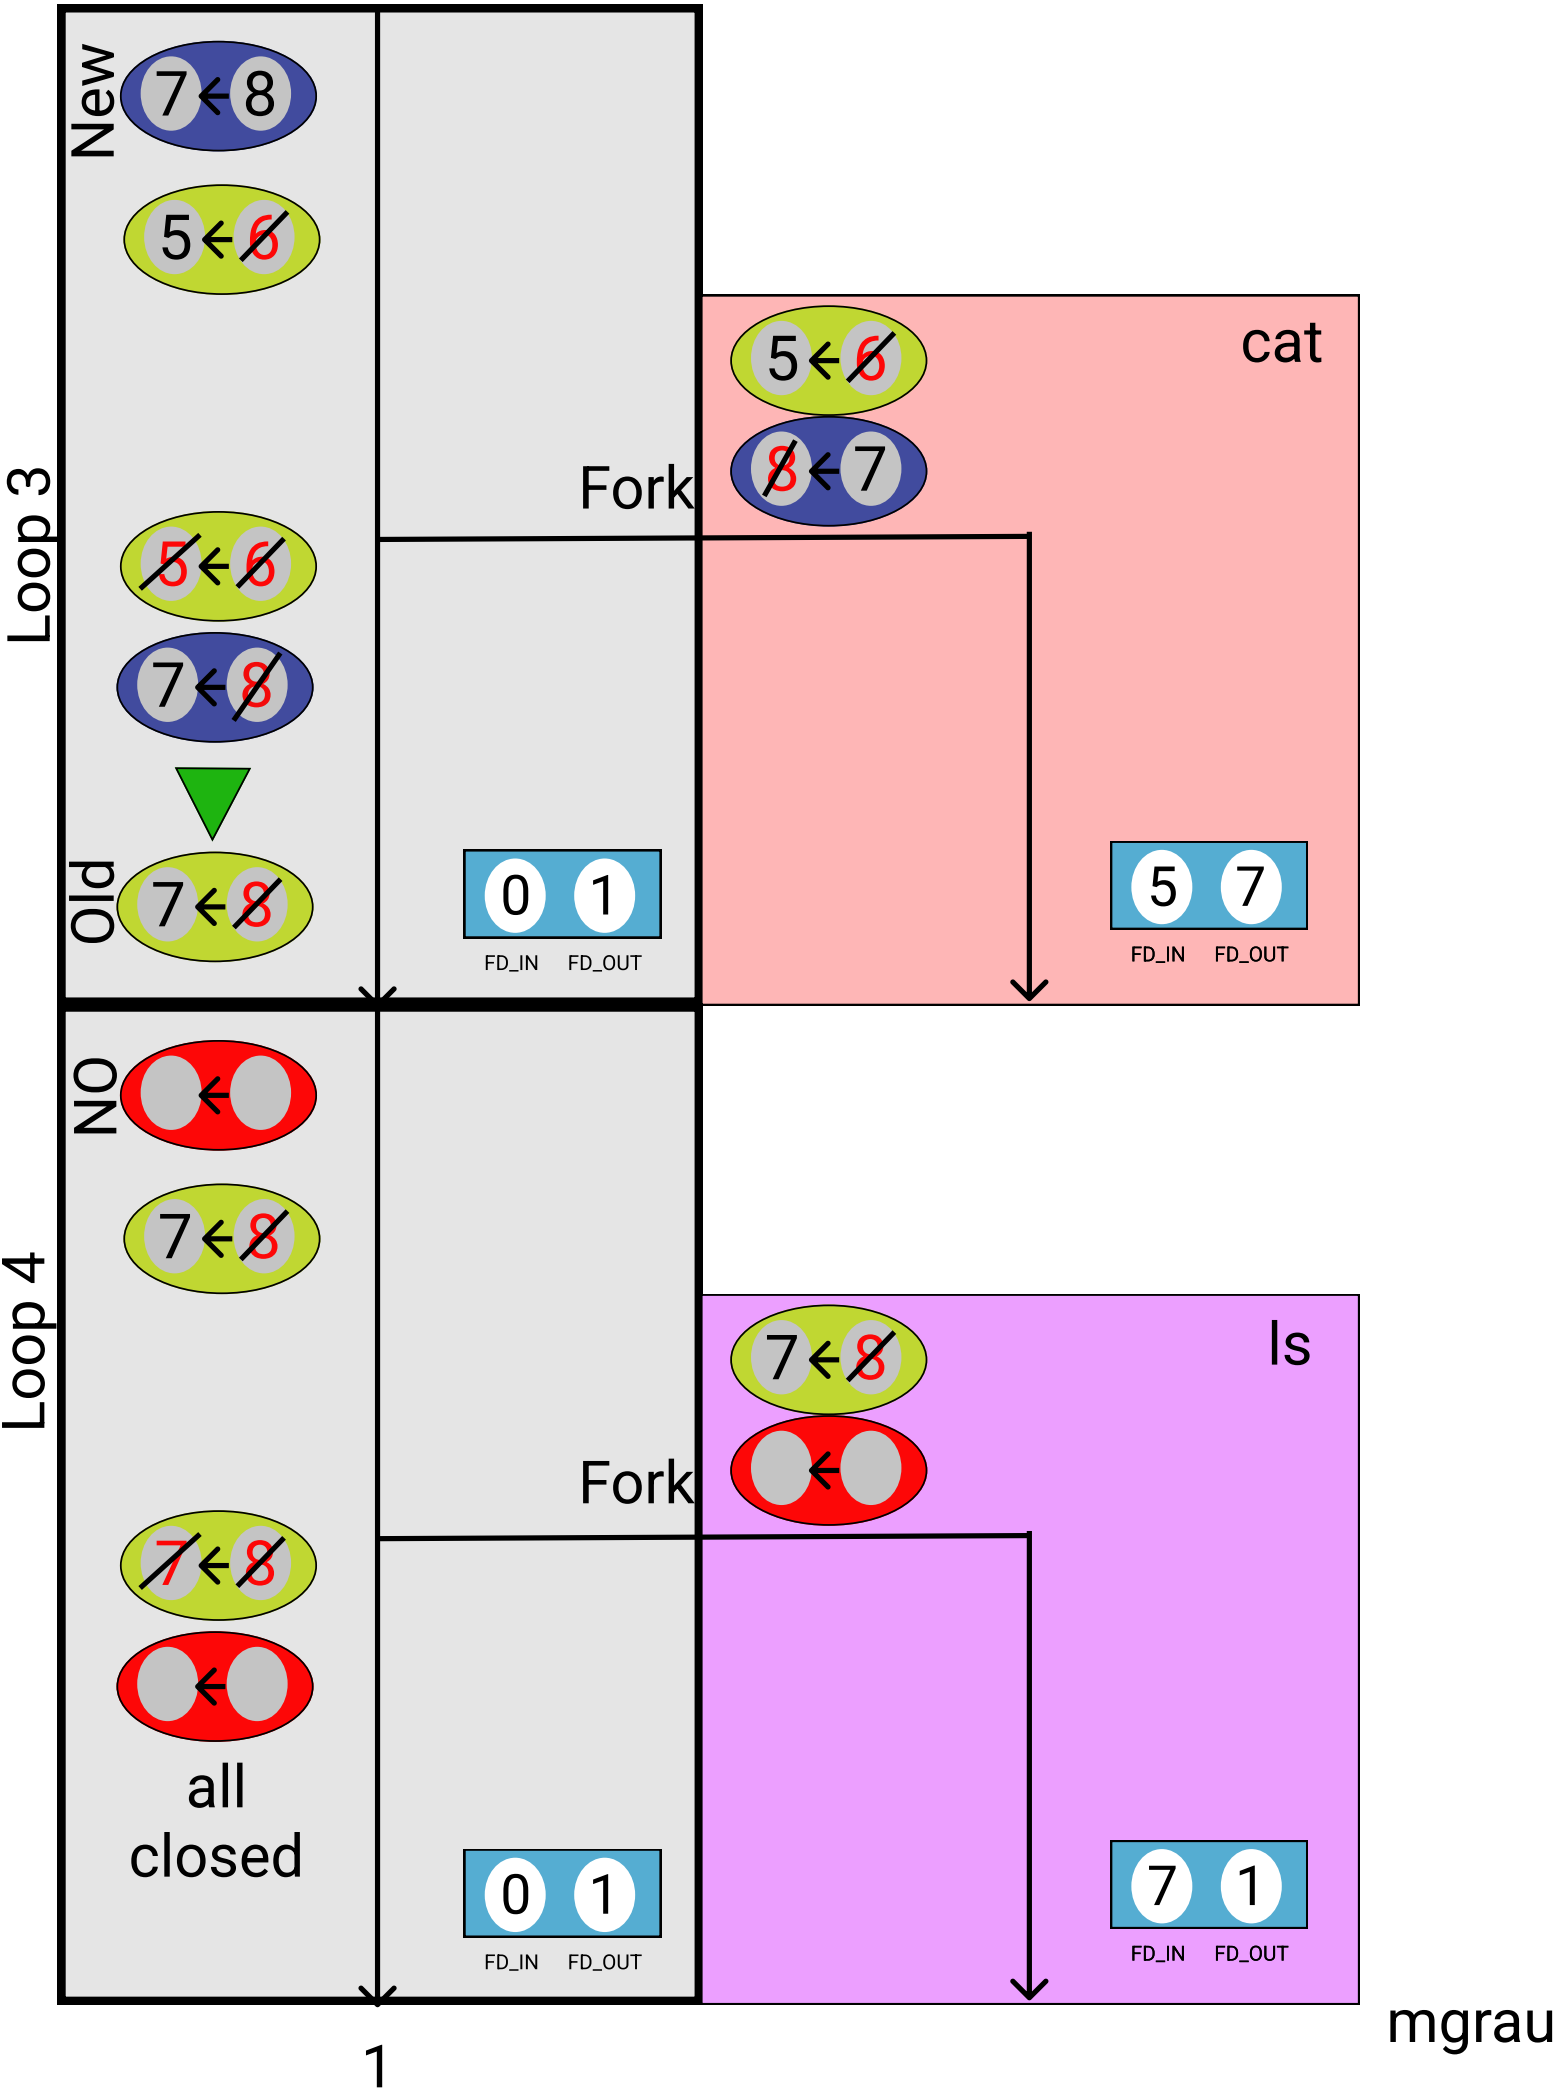 New
7 8
5 6
Loop 3
5 6
7 8
Old
7 8
0 1
FD_IN FD_OUT
Fork
cat
5 6
8 7
5 7
FD_IN FD_OUT
NO
7 8
Loop 4
7 8
all
closed
0 1
FD_IN FD_OUT
Fork
ls
7 8
7 1
FD_IN FD_OUT
1
mgrau